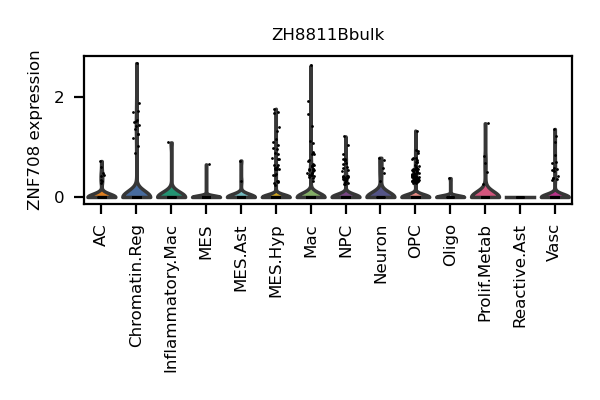 ZH8811Bbulk
ZNF708 expression
2
0
AC
Chromatin.Reg
Inflammatory.Mac
MES
MES.Ast
MES.Hyp
Mac
NPC
Neuron
OPC
Oligo
Prolif.Metab
Reactive.Ast
Vasc